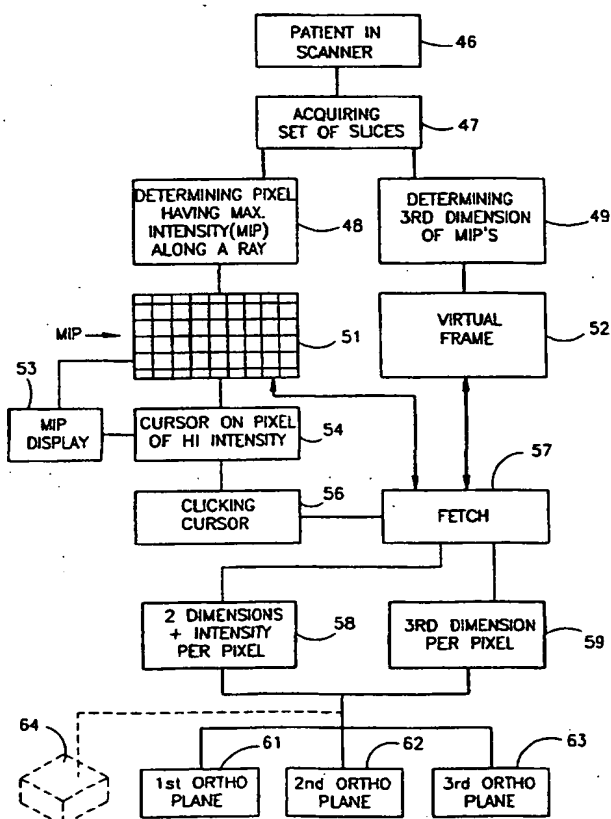 PATIENT IN
SCANNER
46
ACQUIRING
SET OF SLICES
47
DETERMINING PIXEL
HAVING MAX.
INTENSITY(MIP)
ALONG A RAY
48
DETERMINING
3RD DIMENSION
OF MIP'S
49
MIP
51
VIRTUAL
FRAME
52
53
MIP
DISPLAY
CURSOR ON PIXEL
OF HI INTENSITY
54
57
CLICKING
CURSOR
56
FETCH
2 DIMENSIONS
+ INTENSITY
PER PIXEL
58
3RD DIMENSION
PER PIXEL
59
64
61
62
63
1st ORTHO
PLANE
2nd ORTHO
PLANE
3rd ORTHO
PLANE